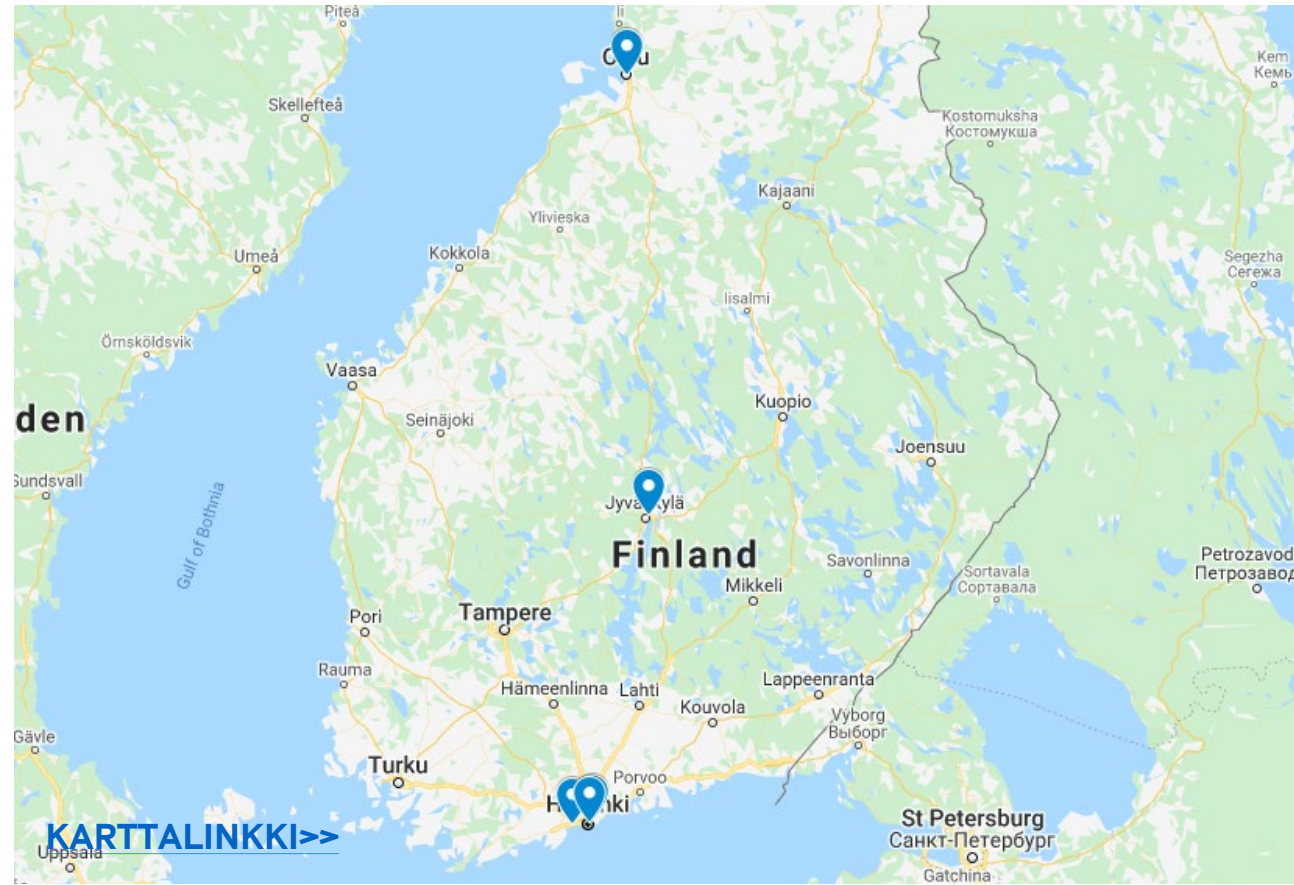 Piteå
Ii
Kem
Кемь
Skellefteå
Kostomuksha
Костомукша
Kajaani
Ylivieska
Umeå
Kokkola
Segezha
Сегежа
Iisalmi
Örnsköldsvik
Vaasa
Kuopio
Seinäjoki
den
Joensuu
Sundsvall
Gulf of Bothnia
Finland
Savonlinna
Petrozavod
Петрозавод
Sortavala
Сортавала
Mikkeli
Tampere
Pori
Rauma
Hämeenlinna
Lahti
Lappeenranta
Kouvola
Vyborg
Выборг
Gävle
Turku
Porvoo
St Petersburg
Санкт-Петербург
KARTTALINKKI>>
Uppsala
Gatchina